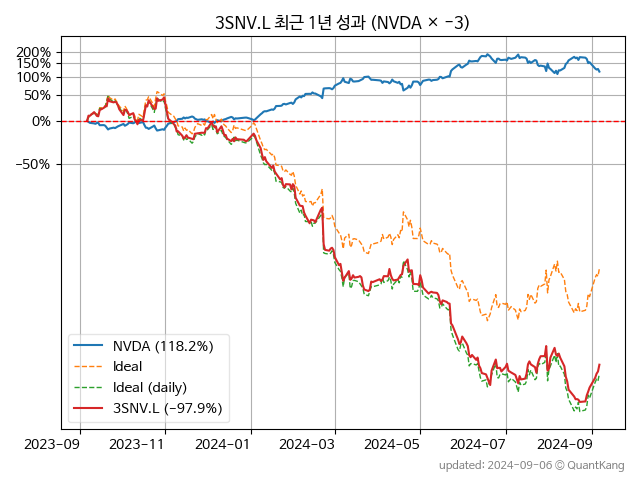 3SNV.L 최근 1년 성과 (NVDA × −3)
200%
150%
100%
50%
0%
−50%
NVDA (118.2%)
Ideal
Ideal (daily)
3SNV.L (−97.9%)
2023-09 2023-11 2024-01 2024-03 2024-05 2024-07 2024-09
updated: 2024-09-06 © QuantKang